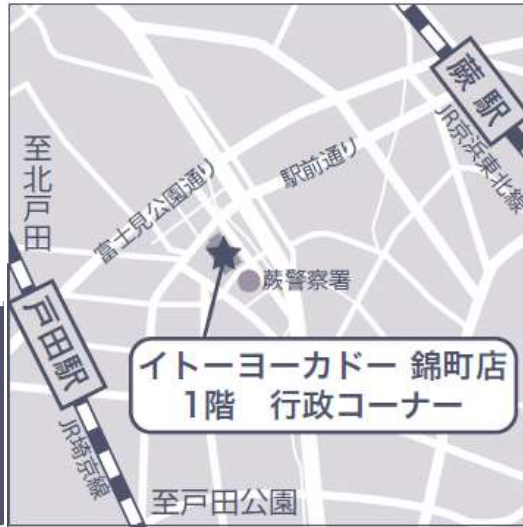 蕨駅
JR京浜東北線
至北戸田
富士見公園通り
駅前通り
蕨警察署
戸田駅
JR埼京線
イトーヨーカドー 錦町店
1階　行政コーナー
至戸田公園